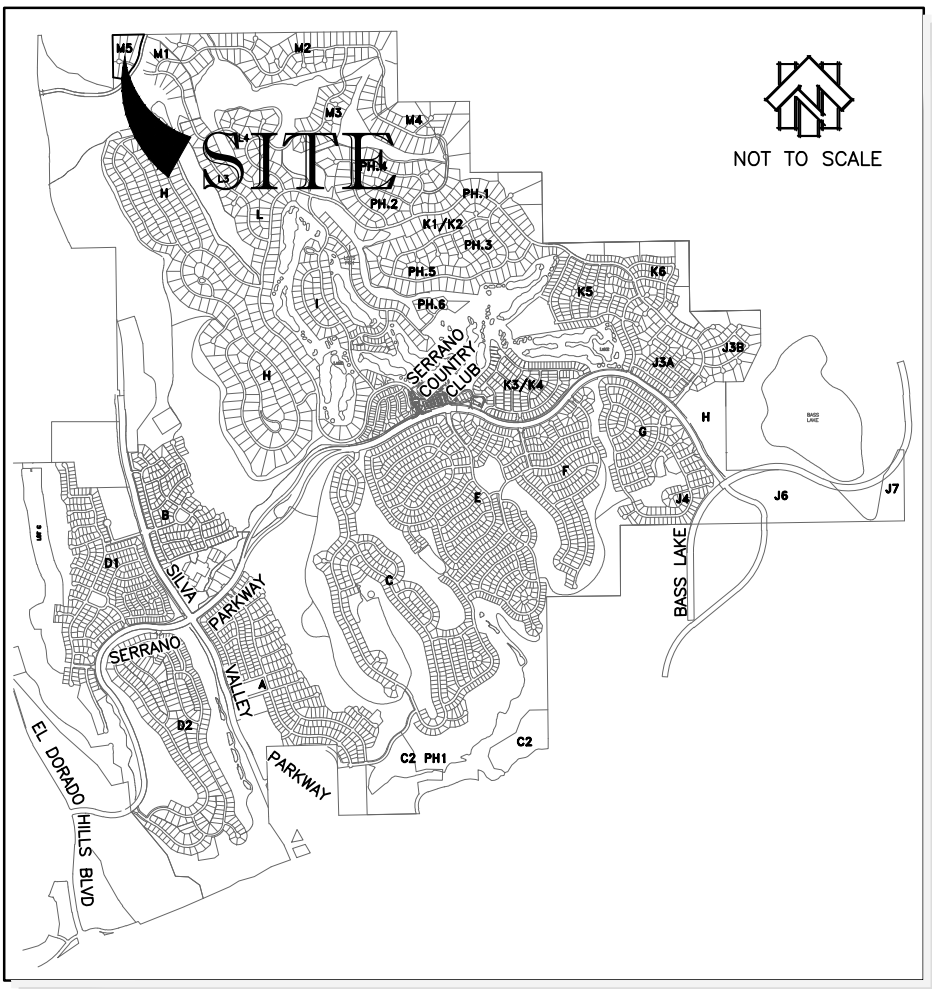 M5
M1
M2
M3
M4
SITE
NOT TO SCALE
L4
L3
PH.4
H
L
PH.2
PH.1
K1/K2
PH.3
PH.5
PH.6
I
K5
K6
SERRANO
COUNTRY
CLUB
J3A
J3B
H
K3/K4
H
BASS
LAKE
G
F
E
J4
J6
J7
B
BASS LAKE
D1
SILVA
PARKWAY
C
SERRANO
VALLEY
A
D2
C2
C2 PH1
PARKWAY
EL DORADO
HILLS BLVD